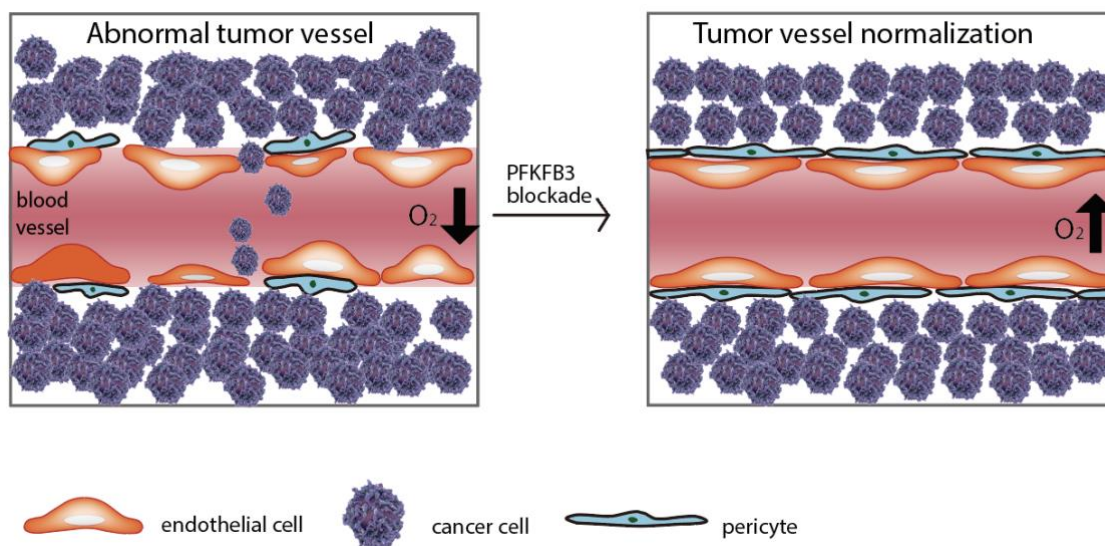 Abnormal tumor vessel
blood
vessel
O₂
PFKFB3
blockade
Tumor vessel normalization
O₂
endothelial cell
cancer cell
pericyte